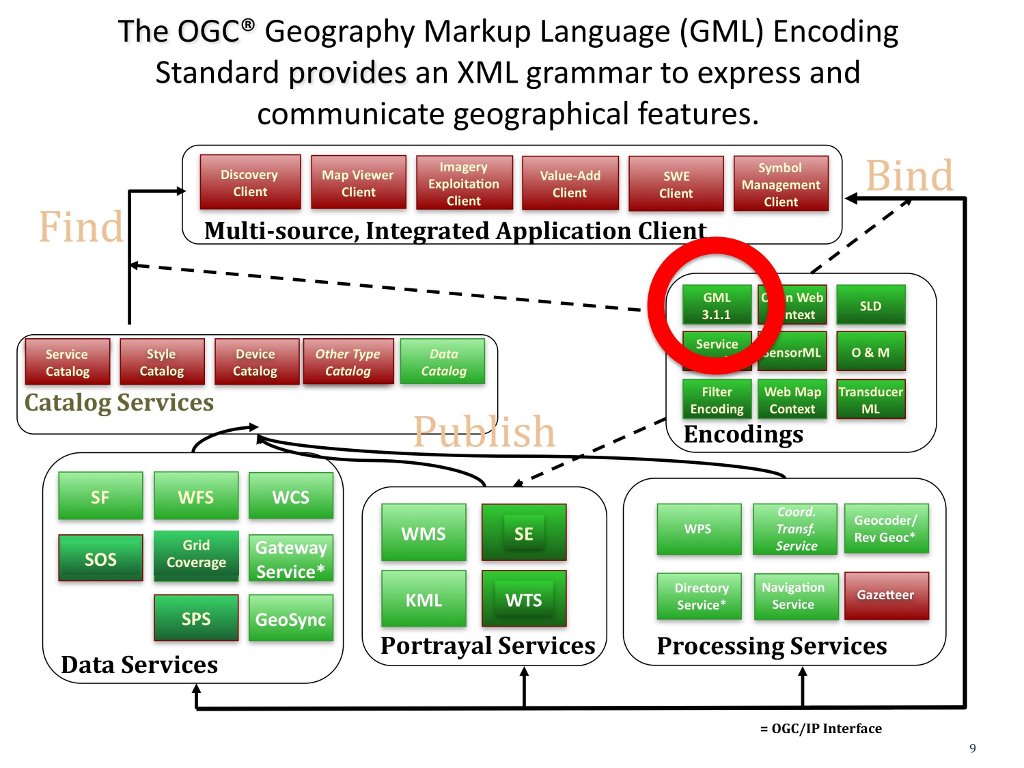 The OGC® Geography Markup Language (GML) Encoding
Standard provides an XML grammar to express and
communicate geographical features.
Discovery
Client
Map Viewer
Client
Imagery
Exploitation
Client
Value-Add
Client
SWE
Client
Symbol
Management
Client
Multi-source, Integrated Application Client
Bind
Find
GML
3.1.1
Web
SLD
Service
SensorML
O & M
Filter
Encoding
Web Map
Context
Transducer
ML
Encodings
Service
Catalog
Style
Catalog
Device
Catalog
Other Type
Catalog
Data
Catalog
Catalog Services
Publish
SF
WFS
WCS
SOS
Grid
Coverage
Gateway
Service*
SPS
GeoSync
Data Services
WMS
SE
KML
WTS
Portrayal Services
WPS
Coord.
Transf.
Service
Geocoder/
Rev Geoc*
Directory
Service*
Navigation
Service
Gazetteer
Processing Services
= OGC/IP Interface
9